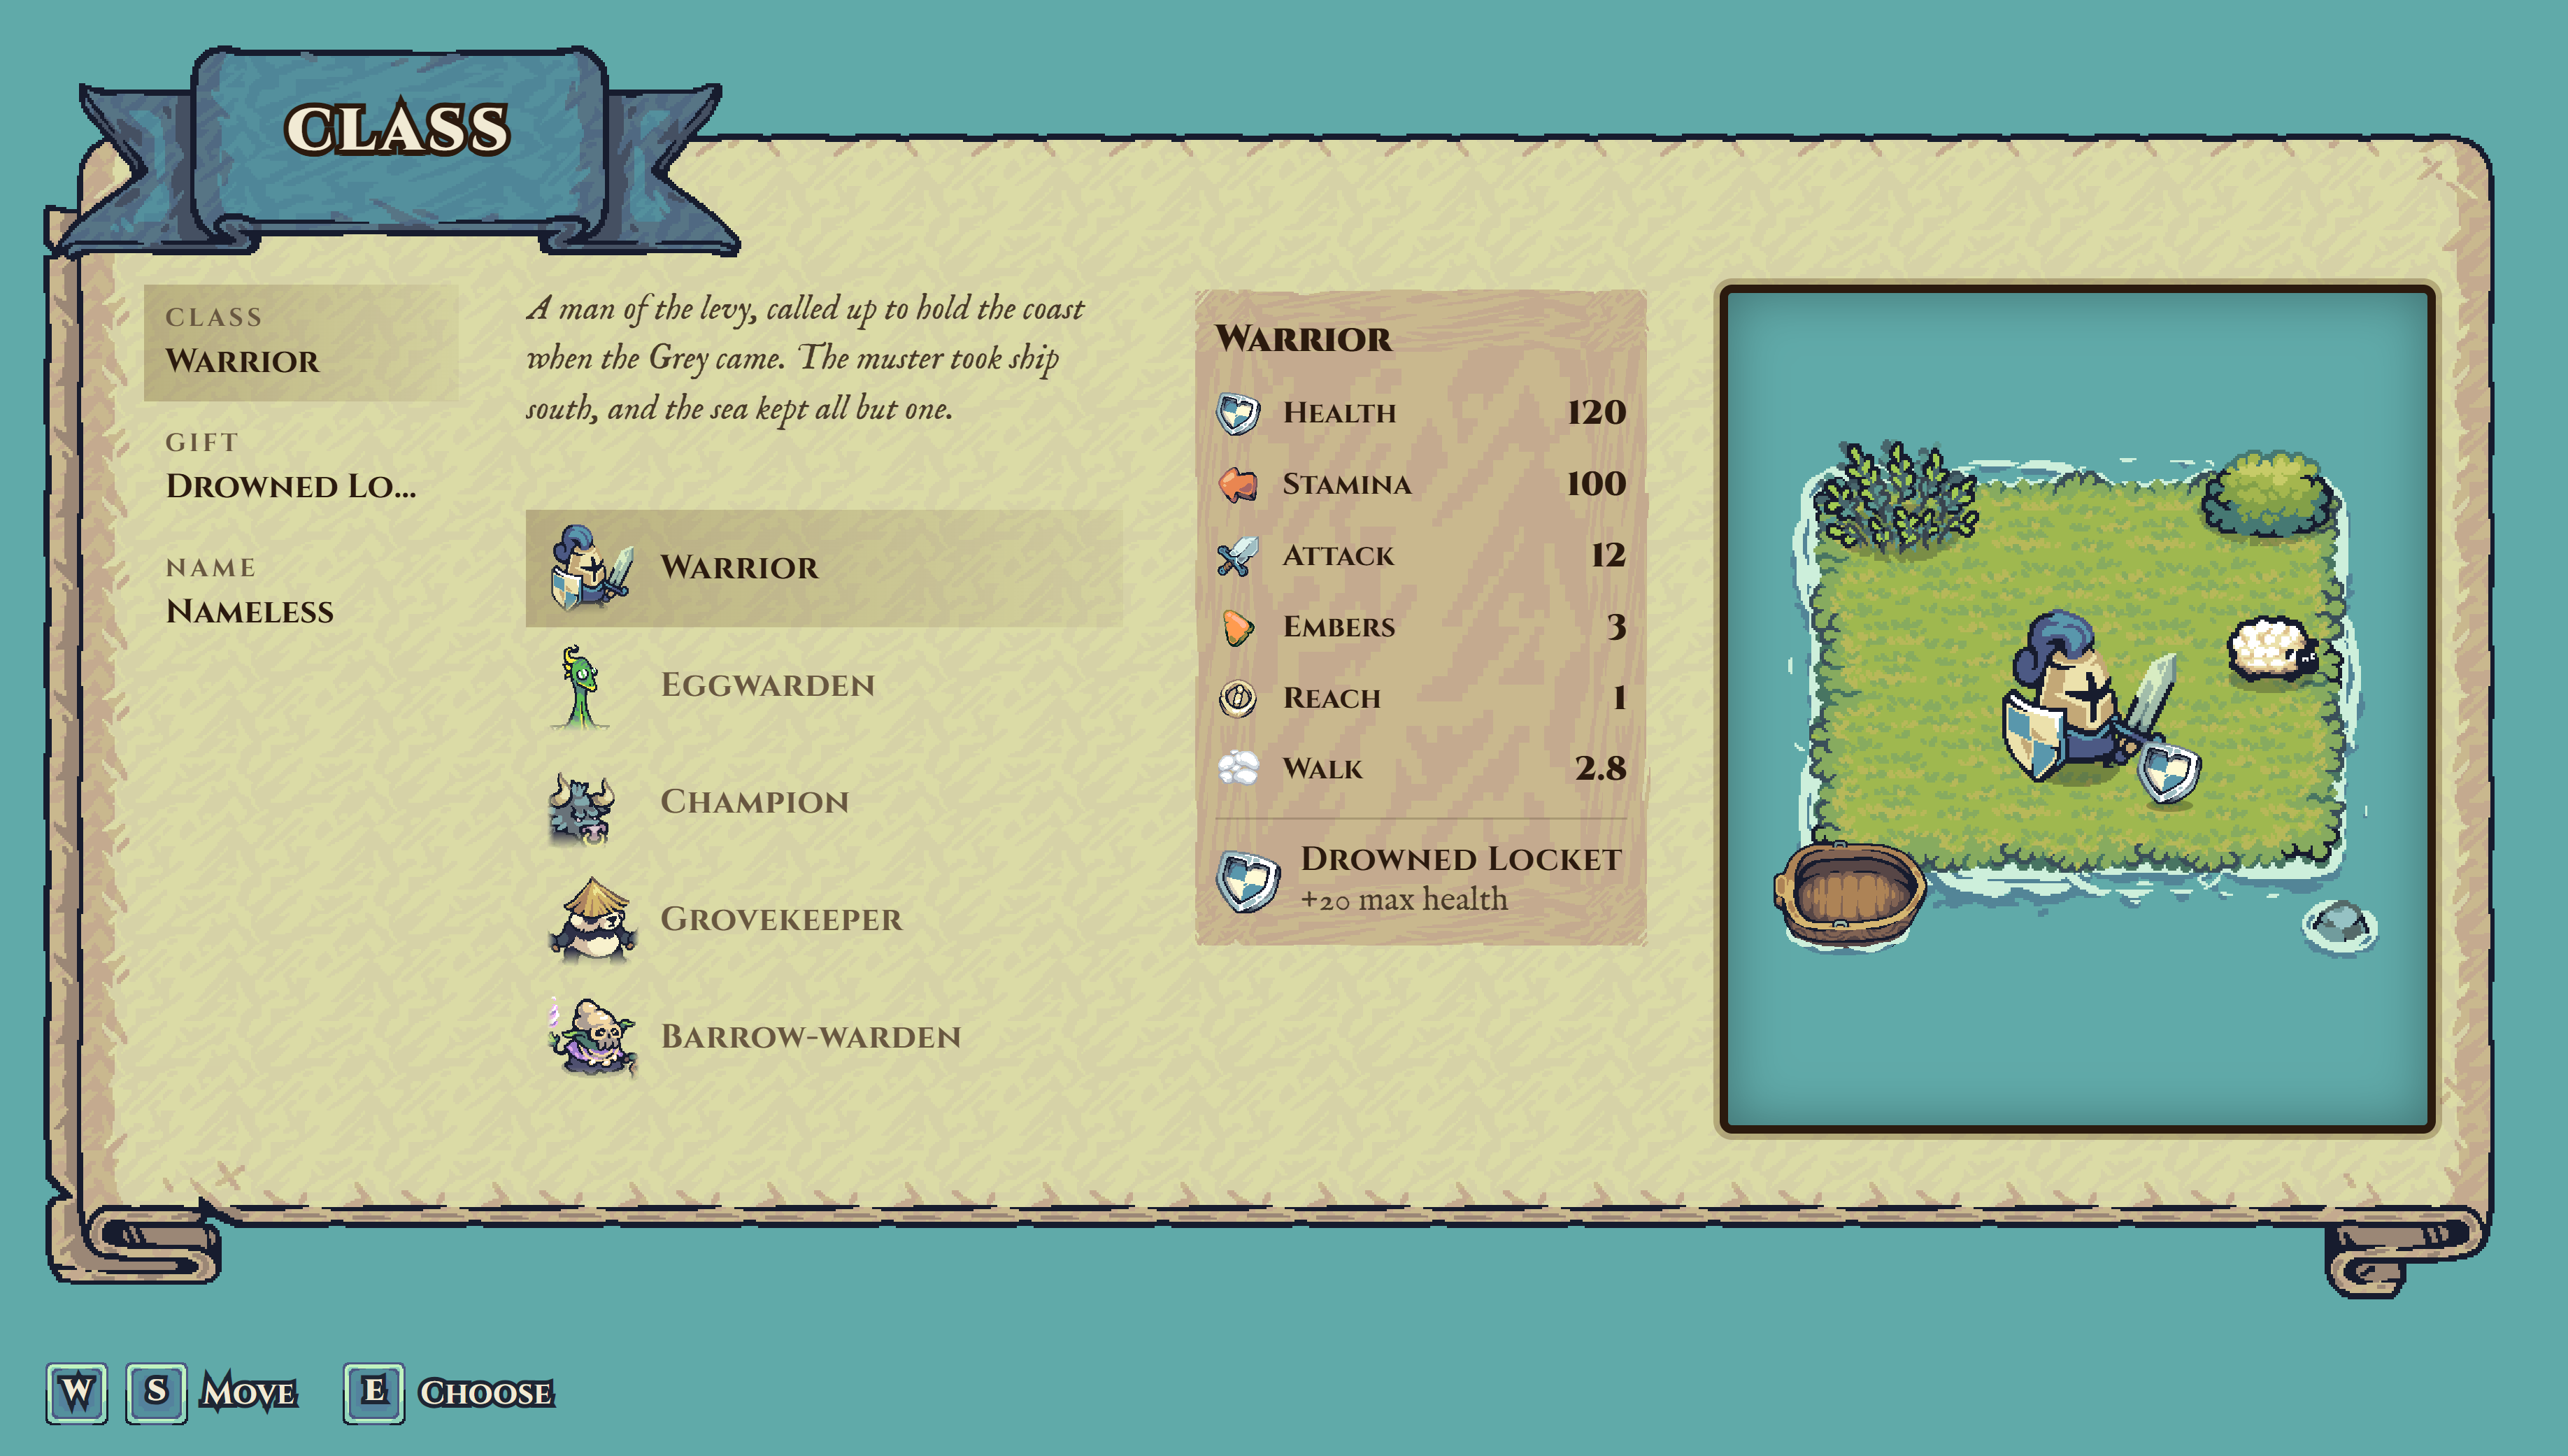 CLASS
CLASS
WARRIOR
GIFT
DROWNED LO...
NAME
NAMELESS
A man of the levy, called up to hold the coast
when the Grey came. The muster took ship
south, and the sea kept all but one.
WARRIOR
EGGWARDEN
CHAMPION
GROVEKEEPER
BARROW-WARDEN
WARRIOR
HEALTH 120
STAMINA 100
ATTACK 12
EMBERS 3
REACH 1
WALK 2.8
DROWNED LOCKET
+20 max health
W S MOVE E CHOOSE